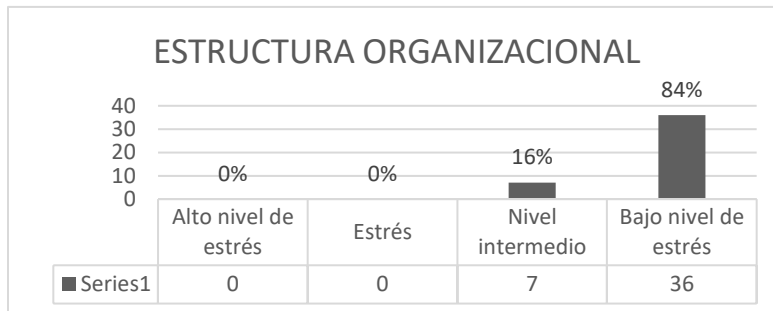 ESTRUCTURA ORGANIZACIONAL
84%
40
30
20
10
0
0%
0%
16%
Alto nivel de
estrés
Estrés
Nivel
intermedio
Bajo nivel de
estrés
Series1 0 0 7 36